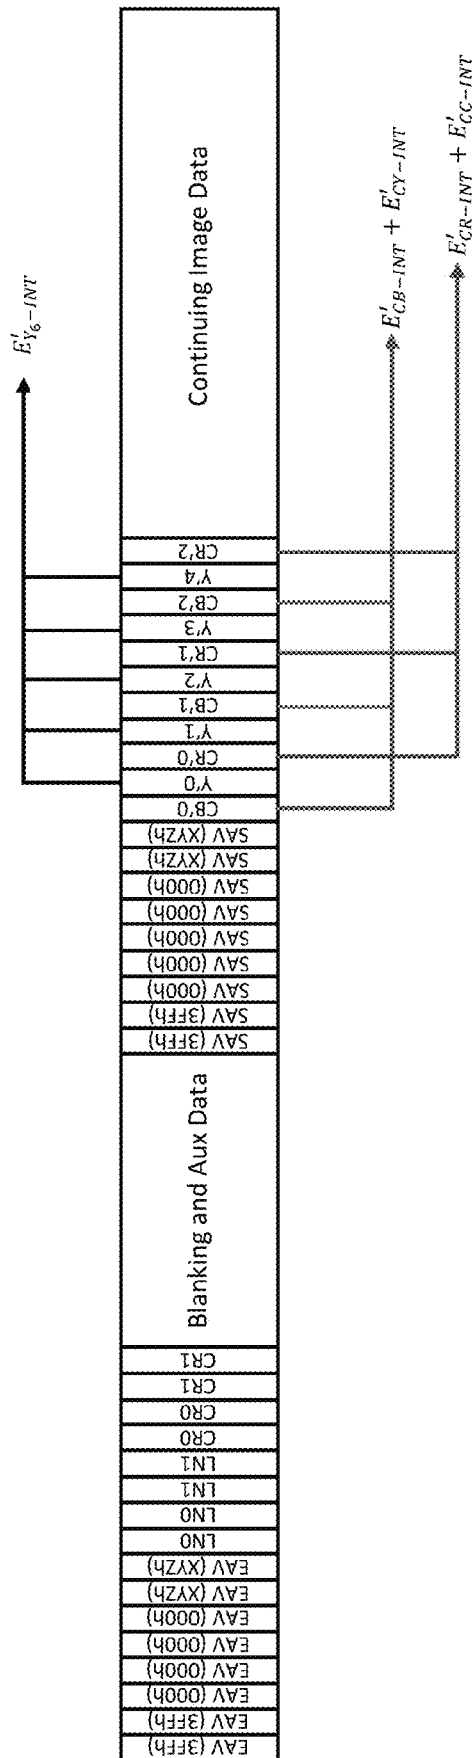 E'Y₆−INT
EAV (3FFh)
EAV (3FFh)
EAV (000h)
EAV (000h)
EAV (000h)
EAV (000h)
EAV (XYZh)
EAV (XYZh)
LN0
LN0
LN1
LN1
CR0
CR0
CR1
CR1
Blanking and Aux Data
SAV (3FFh)
SAV (3FFh)
SAV (000h)
SAV (000h)
SAV (000h)
SAV (000h)
SAV (000h)
SAV (XYZh)
SAV (XYZh)
CB'0
Y'0
CR'0
Y'1
CB'1
Y'2
CR'1
Y'3
CB'2
Y'4
CR'2
Continuing Image Data
E'CB−INT + E'CY−INT
E'CR−INT + E'CC−INT